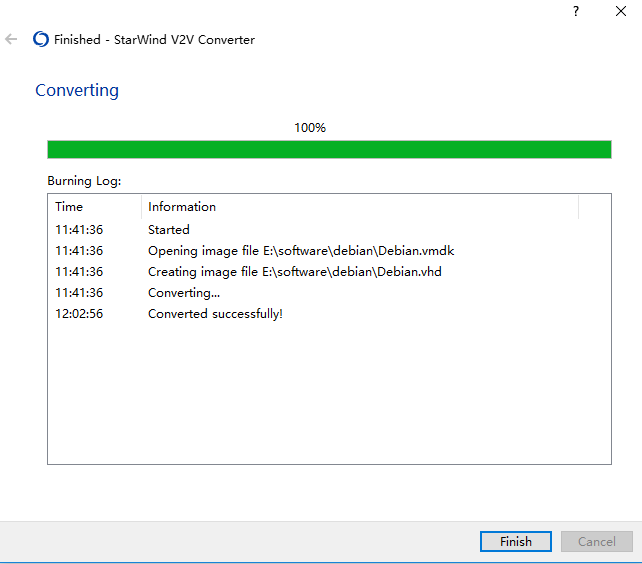 ?
Finished - StarWind V2V Converter
Converting
100%
Burning Log:
Time Information
11:41:36 Started
11:41:36 Opening image file E:\software\debian\Debian.vmdk
11:41:36 Creating image file E:\software\debian\Debian.vhd
11:41:36 Converting...
12:02:56 Converted successfully!
Finish Cancel